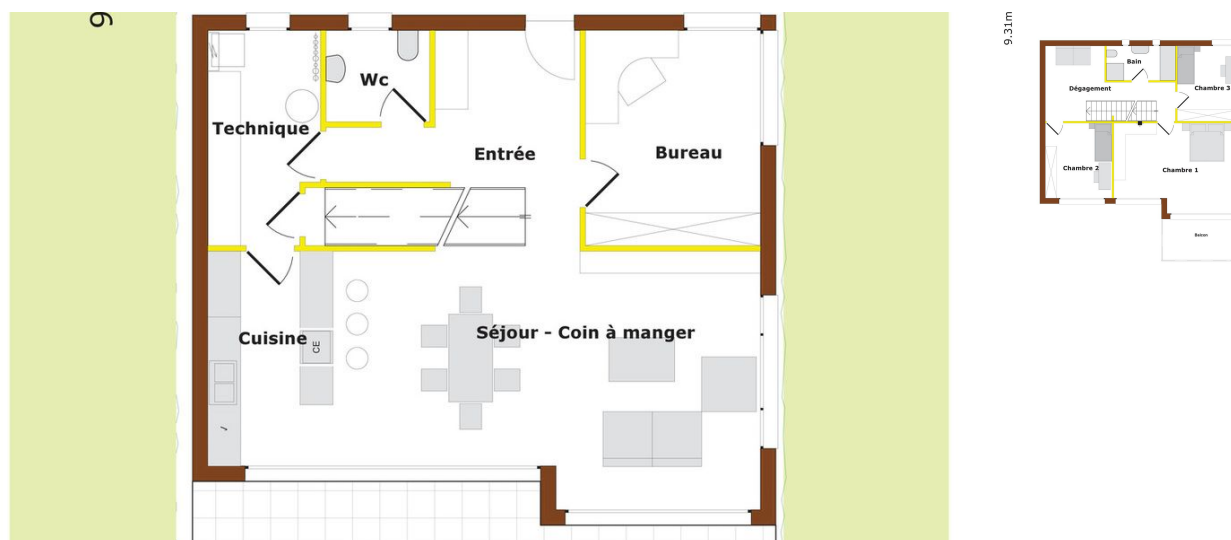 9
Wc
Technique
Entrée
Bureau
Cuisine
CE
Séjour - Coin à manger
9.31m
Bain
Dégagement
Chambre 3
Chambre 2
Chambre 1
Balcon